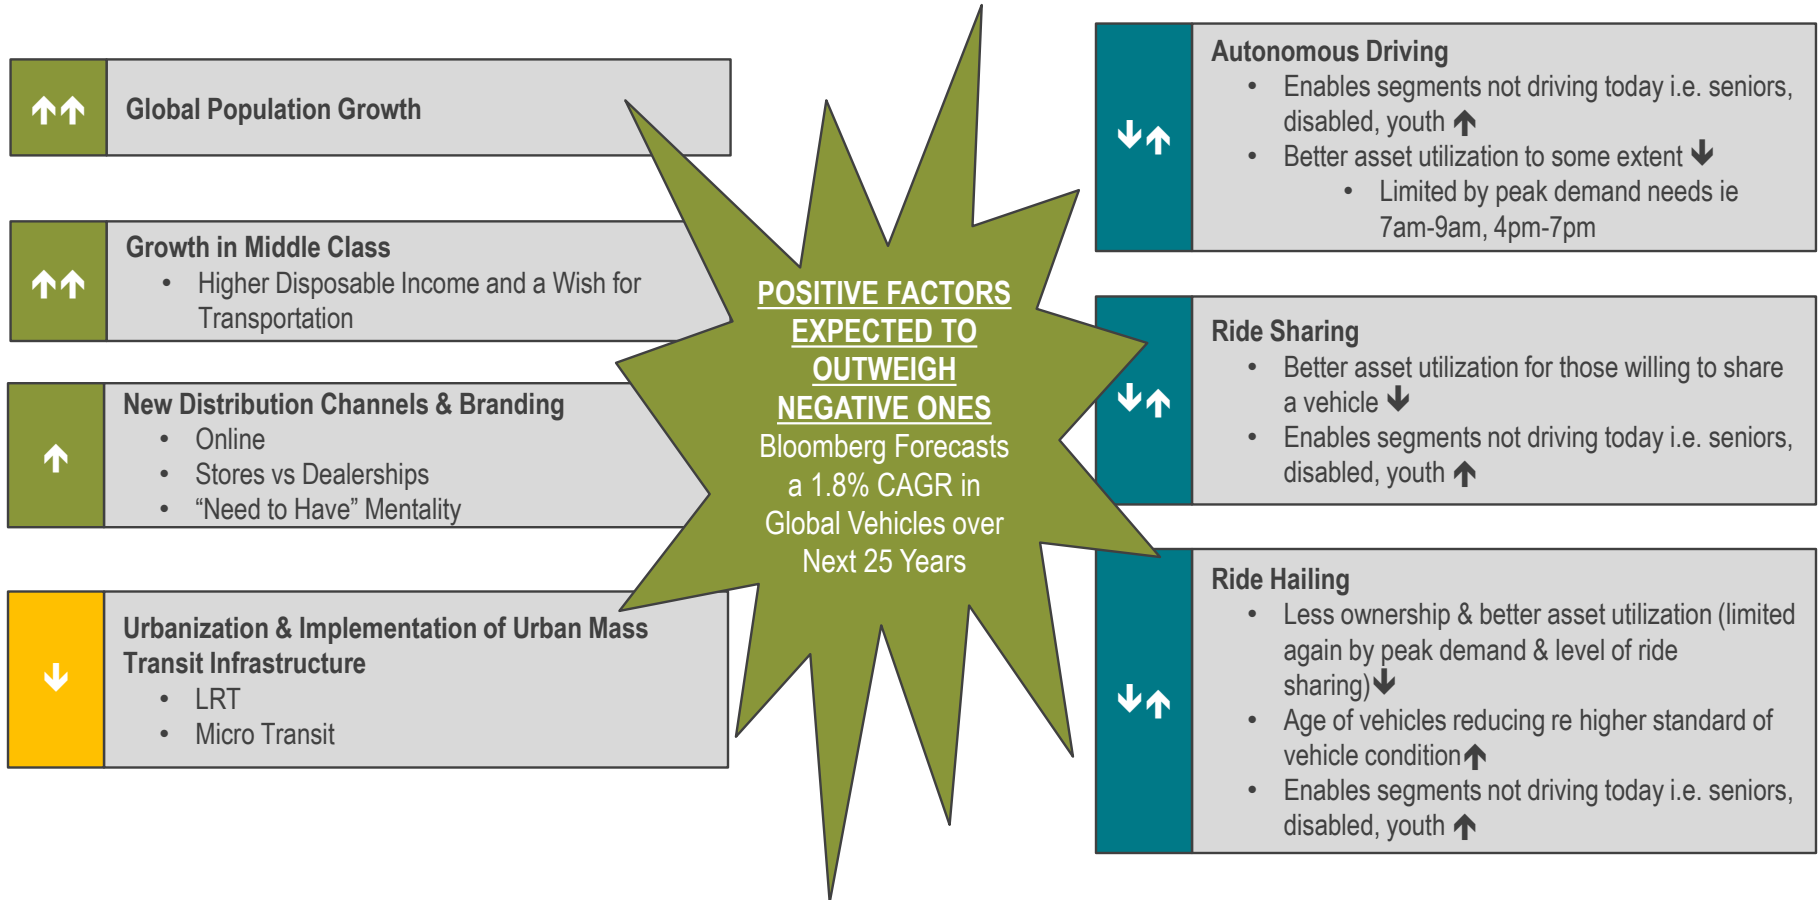 Global Population Growth
Growth in Middle Class
• Higher Disposable Income and a Wish for
Transportation
New Distribution Channels & Branding
• Online
• Stores vs Dealerships
• “Need to Have” Mentality
Urbanization & Implementation of Urban Mass
Transit Infrastructure
• LRT
• Micro Transit
POSITIVE FACTORS
EXPECTED TO
OUTWEIGH
NEGATIVE ONES
Bloomberg Forecasts
a 1.8% CAGR in
Global Vehicles over
Next 25 Years
Autonomous Driving
• Enables segments not driving today i.e. seniors,
disabled, youth ↑
• Better asset utilization to some extent ↓
• Limited by peak demand needs ie
7am-9am, 4pm-7pm
Ride Sharing
• Better asset utilization for those willing to share
a vehicle ↓
• Enables segments not driving today i.e. seniors,
disabled, youth ↑
Ride Hailing
• Less ownership & better asset utilization (limited
again by peak demand & level of ride
sharing)↓
• Age of vehicles reducing re higher standard of
vehicle condition↑
• Enables segments not driving today i.e. seniors,
disabled, youth ↑